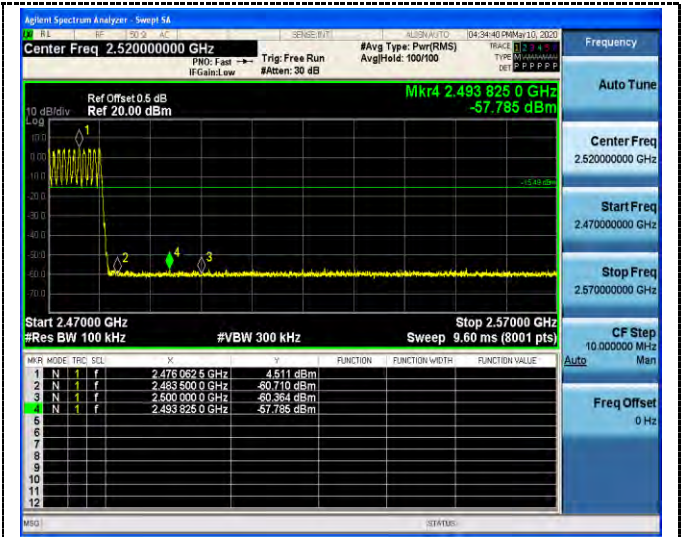 Agilent Spectrum Analyzer - Swept SA
RL RF 50 Ω AC SENSE:INT ALIGN AUTO 04:34:40 PM May 10, 2020
Center Freq 2.520000000 GHz #Avg Type: Pwr(RMS) TRACE 1 2 3 4 5 6
PNO: Fast Trig: Free Run Avg|Hold: 100/100 TYPE M
IFGain:Low #Atten: 30 dB DET P P P P P P
Frequency
Auto Tune
Center Freq
2.520000000 GHz
Start Freq
2.470000000 GHz
Stop Freq
2.570000000 GHz
CF Step
10.000000 MHz
Auto Man
Freq Offset
0 Hz
Mkr4 2.493 825 0 GHz
-57.785 dBm
Ref Offset 0.5 dB
10 dB/div Ref 20.00 dBm
Log
10.0
0.00
-10.0
-20.0
-30.0
-40.0
-50.0
-60.0
-70.0
1
2
4
3
-15.49 dBm
Start 2.47000 GHz Stop 2.57000 GHz
#Res BW 100 kHz #VBW 300 kHz Sweep 9.60 ms (8001 pts)
MKR MODE TRC SCL X Y FUNCTION FUNCTION WIDTH FUNCTION VALUE
1 N 1 f 2.476 062 5 GHz 4.511 dBm
2 N 1 f 2.483 500 0 GHz -60.710 dBm
3 N 1 f 2.500 000 0 GHz -60.364 dBm
4 N 1 f 2.493 825 0 GHz -57.785 dBm
5
6
7
8
9
10
11
12
MSG STATUS